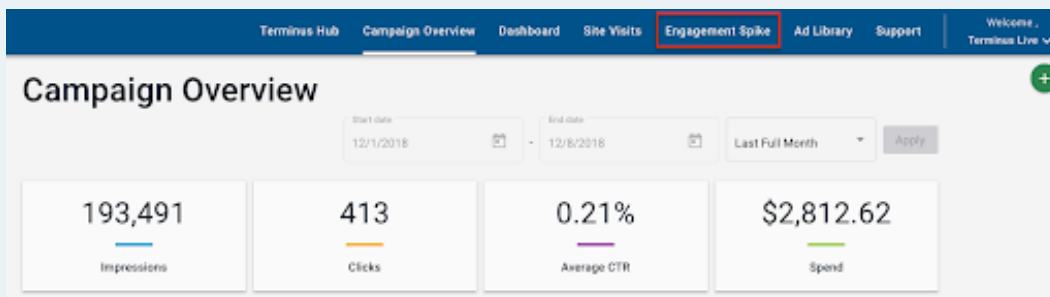 Terminus Hub Campaign Overview Dashboard Site Visits Engagement Spike Ad Library Support Welcome ,
Terminus Live
Campaign Overview
Start date End date
12/1/2018 - 12/8/2018 Last Full Month Apply
193,491 413 0.21% $2,812.62
Impressions Clicks Average CTR Spend